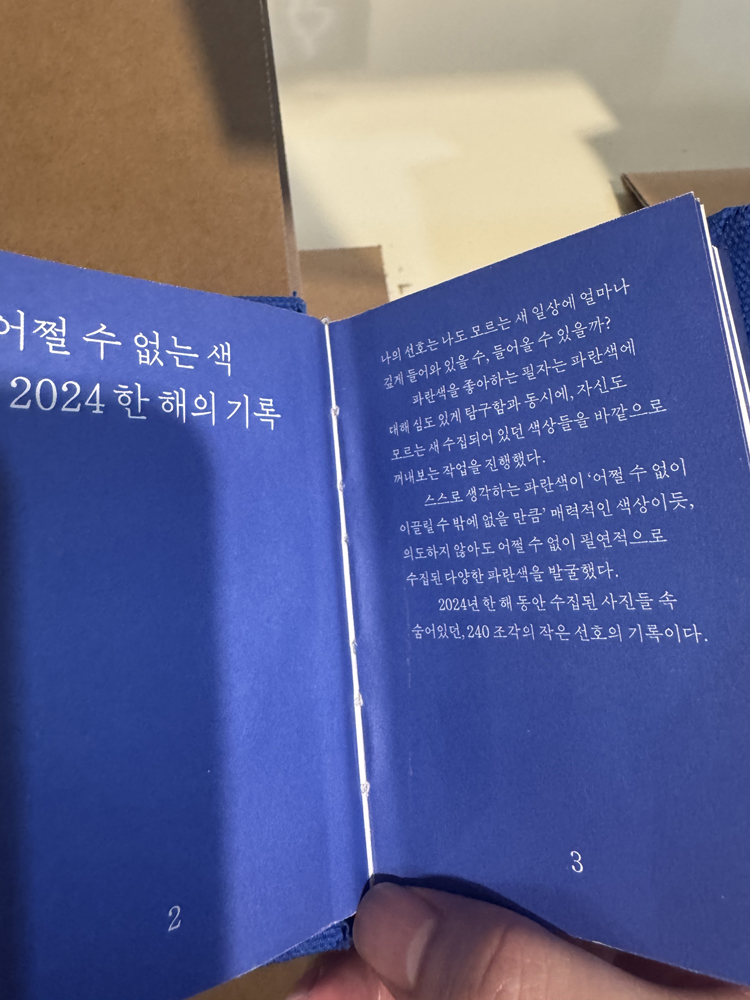 어쩔 수 없는 색
2024 한 해의 기록
2
나의 선호는 나도 모르는 새 일상에 얼마나
깊게 들어와 있을 수, 들어올 수 있을까?
파란색을 좋아하는 필자는 파란색에
대해 심도 있게 탐구함과 동시에, 자신도
모르는 새 수집되어 있던 색상들을 바깥으로
꺼내보는 작업을 진행했다.
스스로 생각하는 파란색이 ‘어쩔 수 없이
이끌릴 수 밖에 없을 만큼’ 매력적인 색상이듯,
의도하지 않아도 어쩔 수 없이 필연적으로
수집된 다양한 파란색을 발굴했다.
2024년 한 해 동안 수집된 사진들 속
숨어있던, 240 조각의 작은 선호의 기록이다.
3